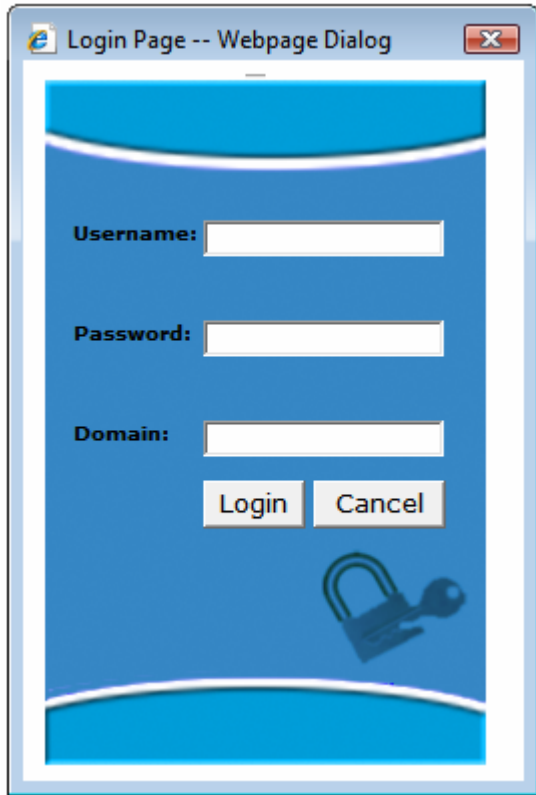 Login Page -- Webpage Dialog
Username:
Password:
Domain:
Login Cancel